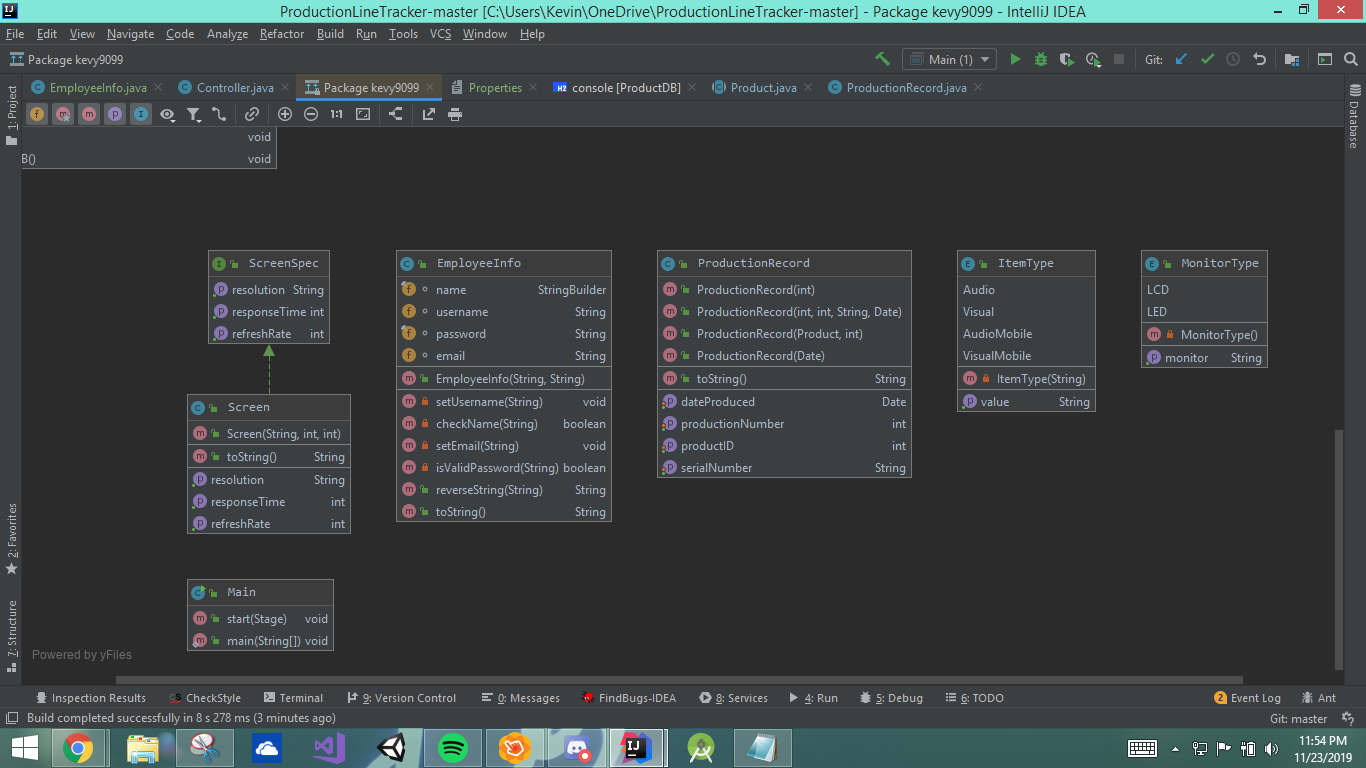 ProductionLineTracker-master [C:\Users\Kevin\OneDrive\ProductionLineTracker-master] - Package kevy9099 - IntelliJ IDEA
File Edit View Navigate Code Analyze Refactor Build Run Tools VCS Window Help
Package kevy9099 Main (1) Git:
EmployeeInfo.java Controller.java Package kevy9099 Properties console [ProductDB] Product.java ProductionRecord.java
1: Project
Database
1:1
void
B() void
ScreenSpec
resolution String
responseTime int
refreshRate int
Screen
Screen(String, int, int)
toString() String
resolution String
responseTime int
refreshRate int
Main
start(Stage) void
main(String[]) void
EmployeeInfo
name StringBuilder
username String
password String
email String
EmployeeInfo(String, String)
setUsername(String) void
checkName(String) boolean
setEmail(String) void
isValidPassword(String) boolean
reverseString(String) String
toString() String
ProductionRecord
ProductionRecord(int)
ProductionRecord(int, int, String, Date)
ProductionRecord(Product, int)
ProductionRecord(Date)
toString() String
dateProduced Date
productionNumber int
productID int
serialNumber String
ItemType
Audio
Visual
AudioMobile
VisualMobile
ItemType(String)
value String
MonitorType
LCD
LED
MonitorType()
monitor String
2: Favorites
7: Structure
Powered by yFiles
Inspection Results CheckStyle Terminal 9: Version Control 0: Messages FindBugs-IDEA 8: Services 4: Run 5: Debug 6: TODO 2 Event Log Ant
Build completed successfully in 8 s 278 ms (3 minutes ago) Git: master
11:54 PM
11/23/2019